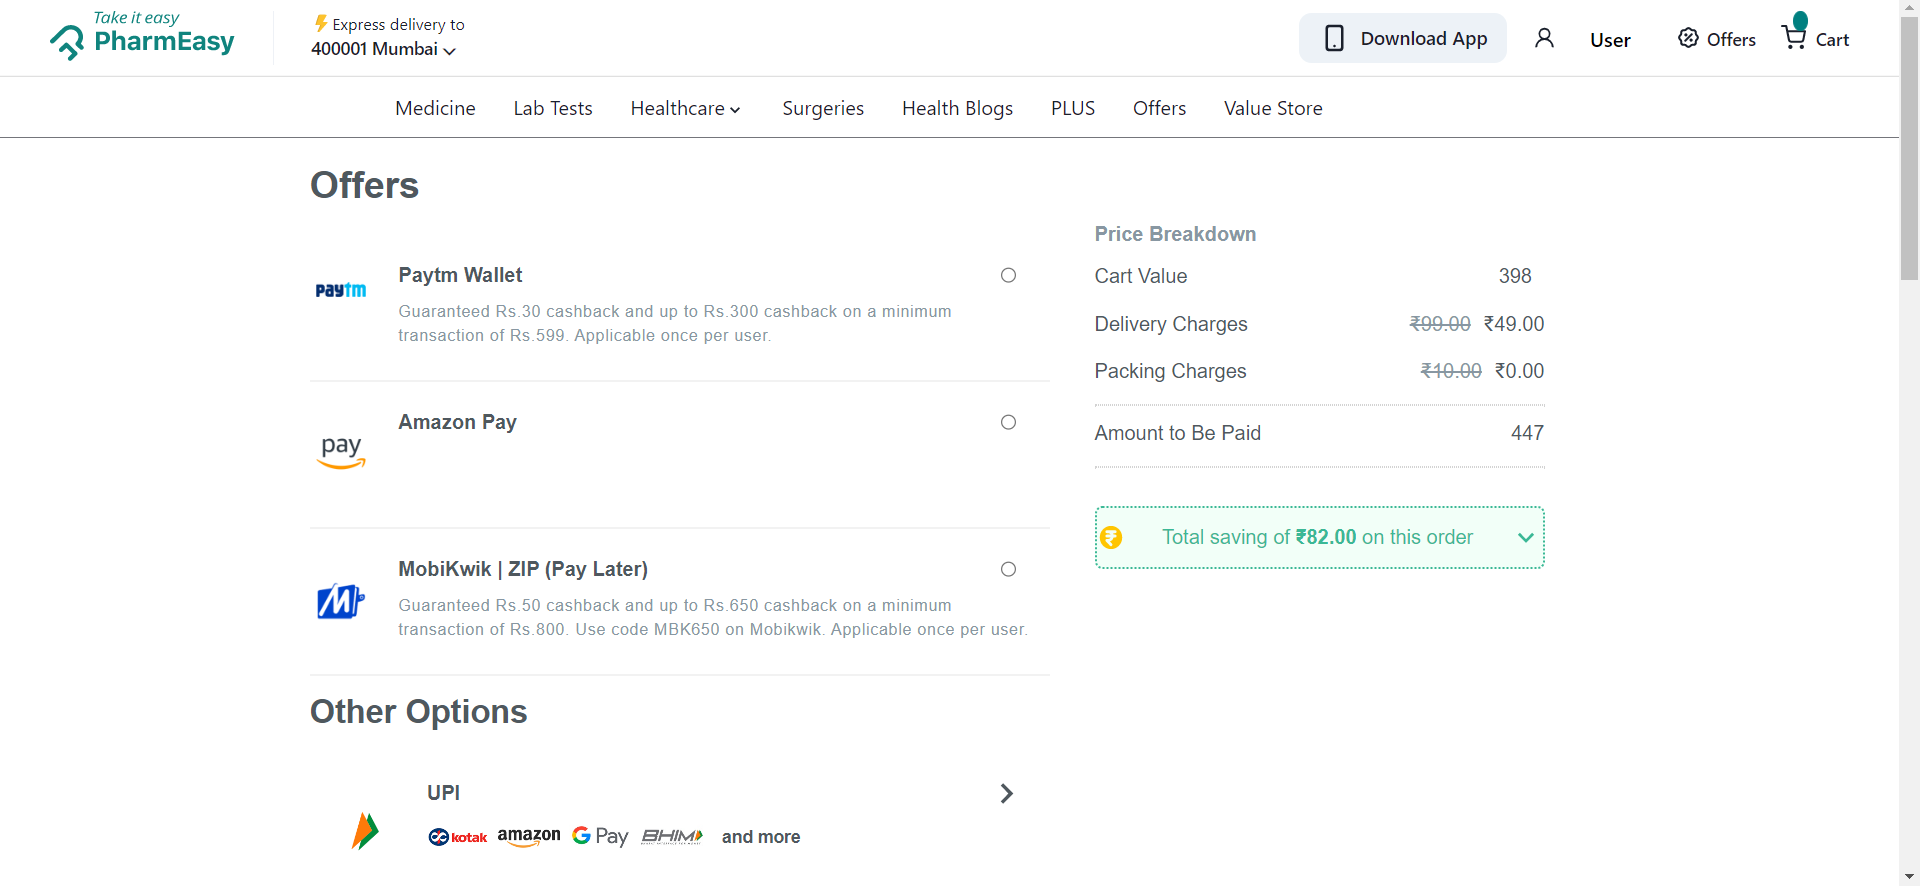 Take it easy
PharmEasy
Express delivery to
400001 Mumbai
Download App
User
Offers
Cart
Medicine
Lab Tests
Healthcare
Surgeries
Health Blogs
PLUS
Offers
Value Store
Offers
paytm
Paytm Wallet
Guaranteed Rs.30 cashback and up to Rs.300 cashback on a minimum
transaction of Rs.599. Applicable once per user.
pay
Amazon Pay
MobiKwik | ZIP (Pay Later)
Guaranteed Rs.50 cashback and up to Rs.650 cashback on a minimum
transaction of Rs.800. Use code MBK650 on Mobikwik. Applicable once per user.
Other Options
UPI
kotak amazon G Pay BHIM and more
Price Breakdown
Cart Value 398
Delivery Charges ₹99.00 ₹49.00
Packing Charges ₹10.00 ₹0.00
Amount to Be Paid 447
₹ Total saving of ₹82.00 on this order